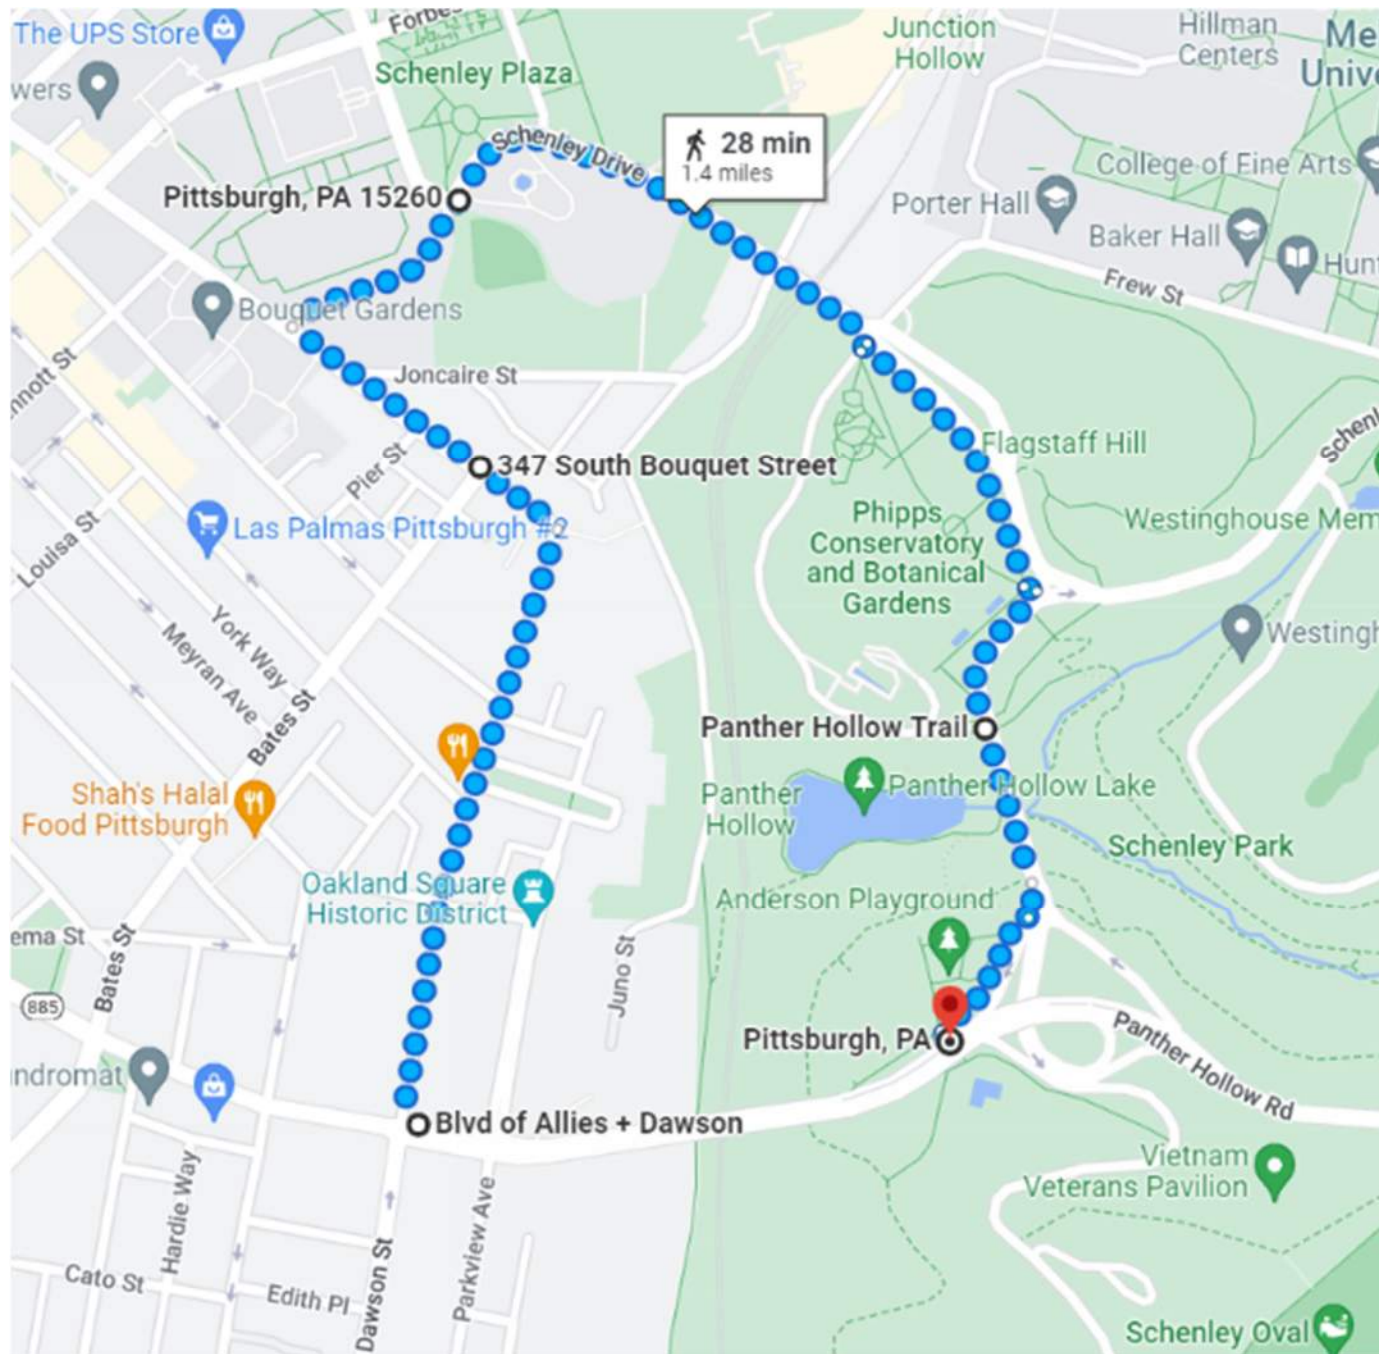 The UPS Store
Forbes
Schenley Plaza
Junction
Hollow
Hillman
Centers
Me
Unive
wers
Schenley Drive
28 min
1.4 miles
College of Fine Arts
Pittsburgh, PA 15260
Porter Hall
Baker Hall
Hunt
Frew St
Bouquet Gardens
nnott St
Joncaire St
Flagstaff Hill
Schenl
Pier St
347 South Bouquet Street
Louisa St
Las Palmas Pittsburgh #2
Phipps
Conservatory
and Botanical
Gardens
Westinghouse Mem
York Way
Meyran Ave
Westingh
Bates St
Panther Hollow Trail
Shah's Halal
Food Pittsburgh
Panther
Hollow
Panther Hollow Lake
Schenley Park
Oakland Square
Historic District
Anderson Playground
ema St
Bates St
Juno St
885
Pittsburgh, PA
Panther Hollow Rd
ndromat
Blvd of Allies + Dawson
Vietnam
Veterans Pavilion
Hardie Way
Parkview Ave
Dawson St
Cato St
Edith Pl
Schenley Oval